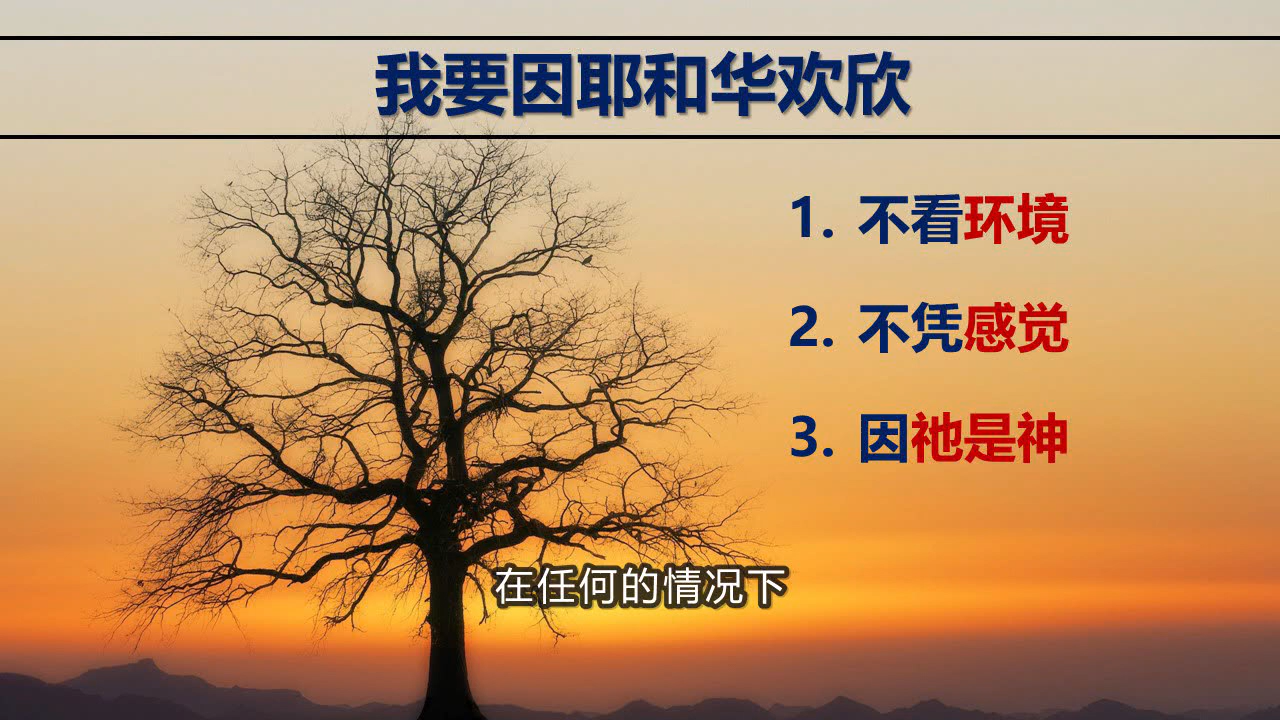 我要因耶和华欢欣
1. 不看环境
2. 不凭感觉
3. 因祂是神
在任何的情况下